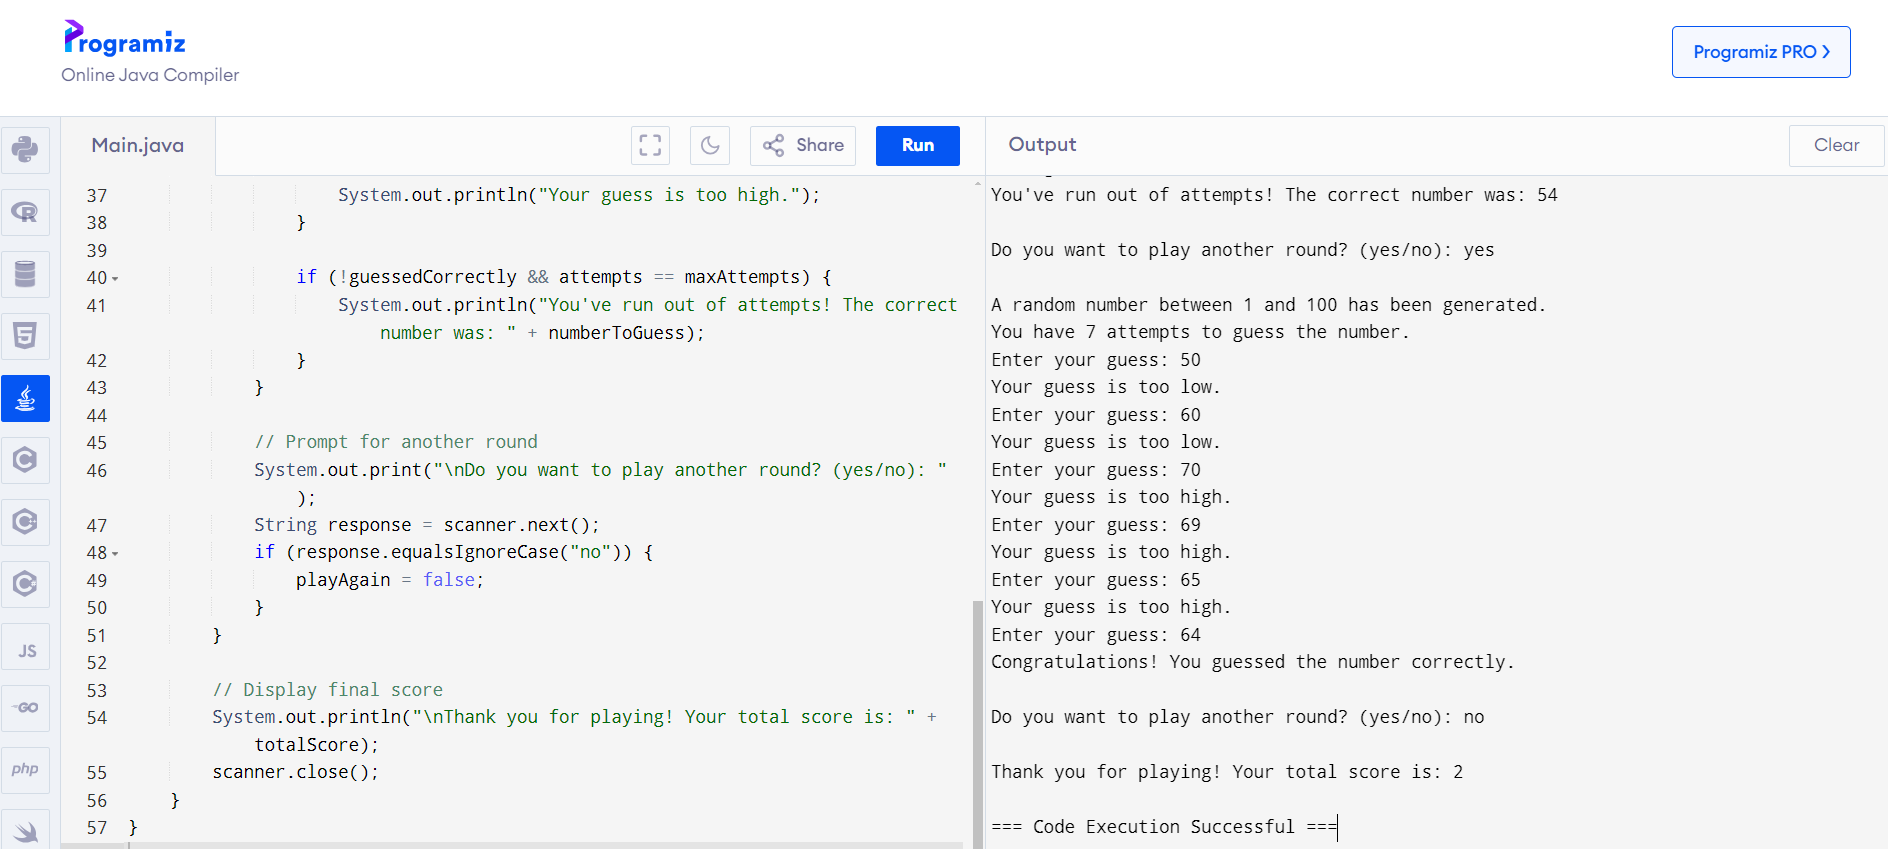 Programiz
Online Java Compiler
Programiz PRO >
Main.java
Share
Run
Output
Clear
37 System.out.println("Your guess is too high.");
38 }
39
40 if (!guessedCorrectly && attempts == maxAttempts) {
41 System.out.println("You've run out of attempts! The correct
number was: " + numberToGuess);
42 }
43 }
44
45 // Prompt for another round
46 System.out.print("\nDo you want to play another round? (yes/no): "
);
47 String response = scanner.next();
48 if (response.equalsIgnoreCase("no")) {
49 playAgain = false;
50 }
51 }
52
53 // Display final score
54 System.out.println("\nThank you for playing! Your total score is: " +
totalScore);
55 scanner.close();
56 }
57 }
You've run out of attempts! The correct number was: 54
Do you want to play another round? (yes/no): yes
A random number between 1 and 100 has been generated.
You have 7 attempts to guess the number.
Enter your guess: 50
Your guess is too low.
Enter your guess: 60
Your guess is too low.
Enter your guess: 70
Your guess is too high.
Enter your guess: 69
Your guess is too high.
Enter your guess: 65
Your guess is too high.
Enter your guess: 64
Congratulations! You guessed the number correctly.
Do you want to play another round? (yes/no): no
Thank you for playing! Your total score is: 2
=== Code Execution Successful ===
R
5
C
C
C
JS
GO
php